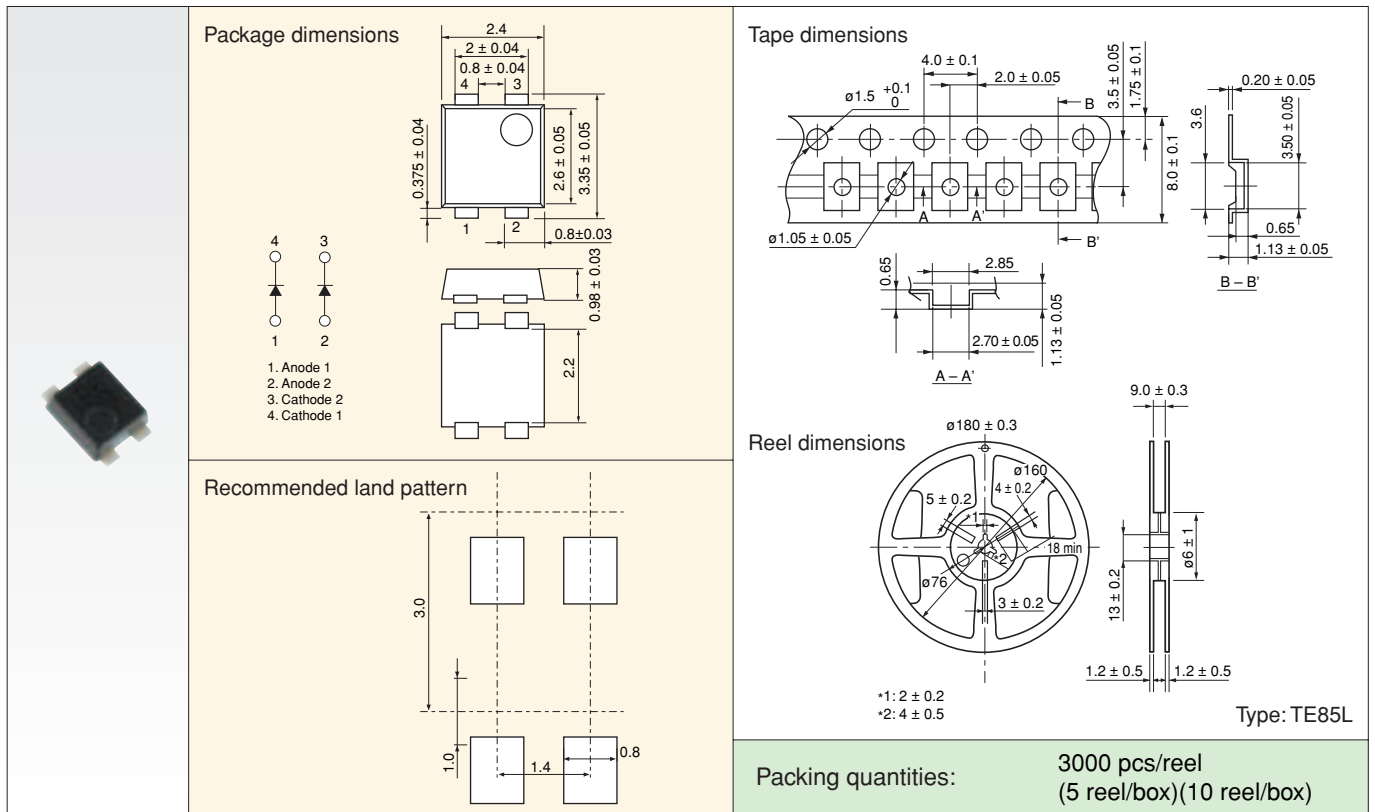 Package dimensions
2.4
2 ± 0.04
0.8 ± 0.04
4 3
0.375 ± 0.04
2.6 ± 0.05
3.35 ± 0.05
1 2
0.8±0.03
4 3
1 2
0.98 ± 0.03
2.2
1. Anode 1
2. Anode 2
3. Cathode 2
4. Cathode 1
Recommended land pattern
3.0
1.0
1.4
0.8
Tape dimensions
4.0 ± 0.1
2.0 ± 0.05
ø1.5 +0.1 0
B
3.5 ± 0.05
1.75 ± 0.1
8.0 ± 0.1
A A'
B'
ø1.05 ± 0.05
0.20 ± 0.05
3.6
3.50 ± 0.05
0.65
1.13 ± 0.05
B – B'
0.65
2.85
2.70 ± 0.05
1.13 ± 0.05
A – A'
Reel dimensions
ø180 ± 0.3
ø160
5 ± 0.2
4 ± 0.2
*1
*2
18 min
ø76
3 ± 0.2
*1: 2 ± 0.2
*2: 4 ± 0.5
9.0 ± 0.3
13 ± 0.2
ø6 ± 1
1.2 ± 0.5 1.2 ± 0.5
Type: TE85L
Packing quantities:
3000 pcs/reel
(5 reel/box)(10 reel/box)